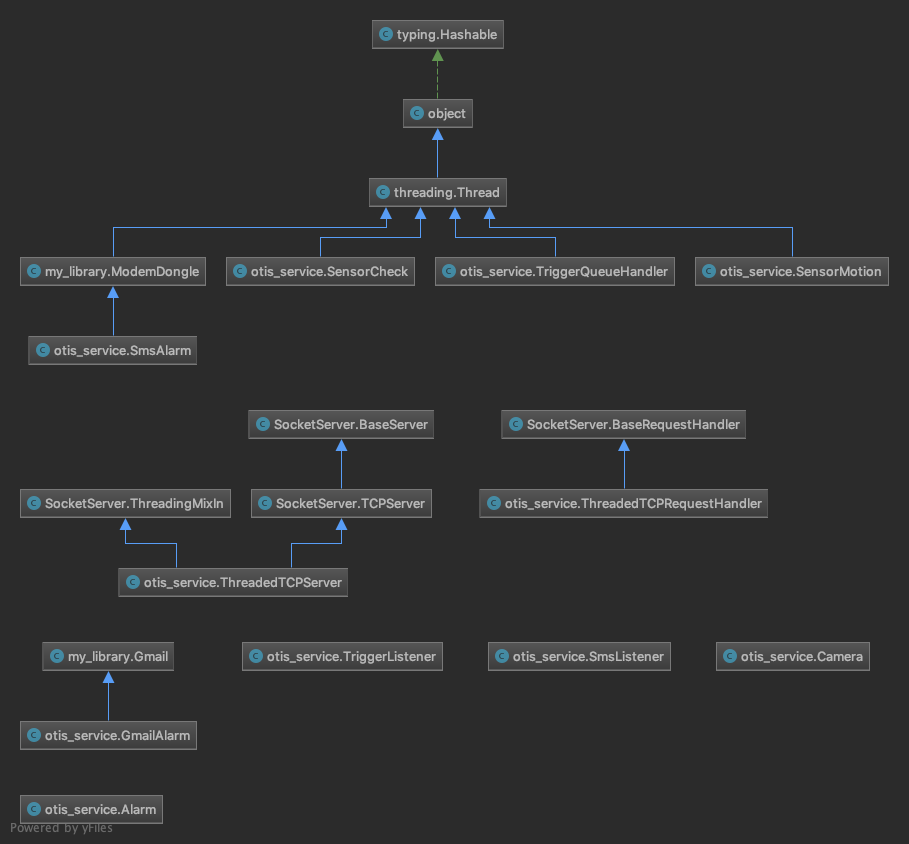 typing.Hashable
object
threading.Thread
my_library.ModemDongle
otis_service.SensorCheck
otis_service.TriggerQueueHandler
otis_service.SensorMotion
otis_service.SmsAlarm
SocketServer.BaseServer
SocketServer.BaseRequestHandler
SocketServer.ThreadingMixIn
SocketServer.TCPServer
otis_service.ThreadedTCPRequestHandler
otis_service.ThreadedTCPServer
my_library.Gmail
otis_service.TriggerListener
otis_service.SmsListener
otis_service.Camera
otis_service.GmailAlarm
otis_service.Alarm
Powered by yFiles